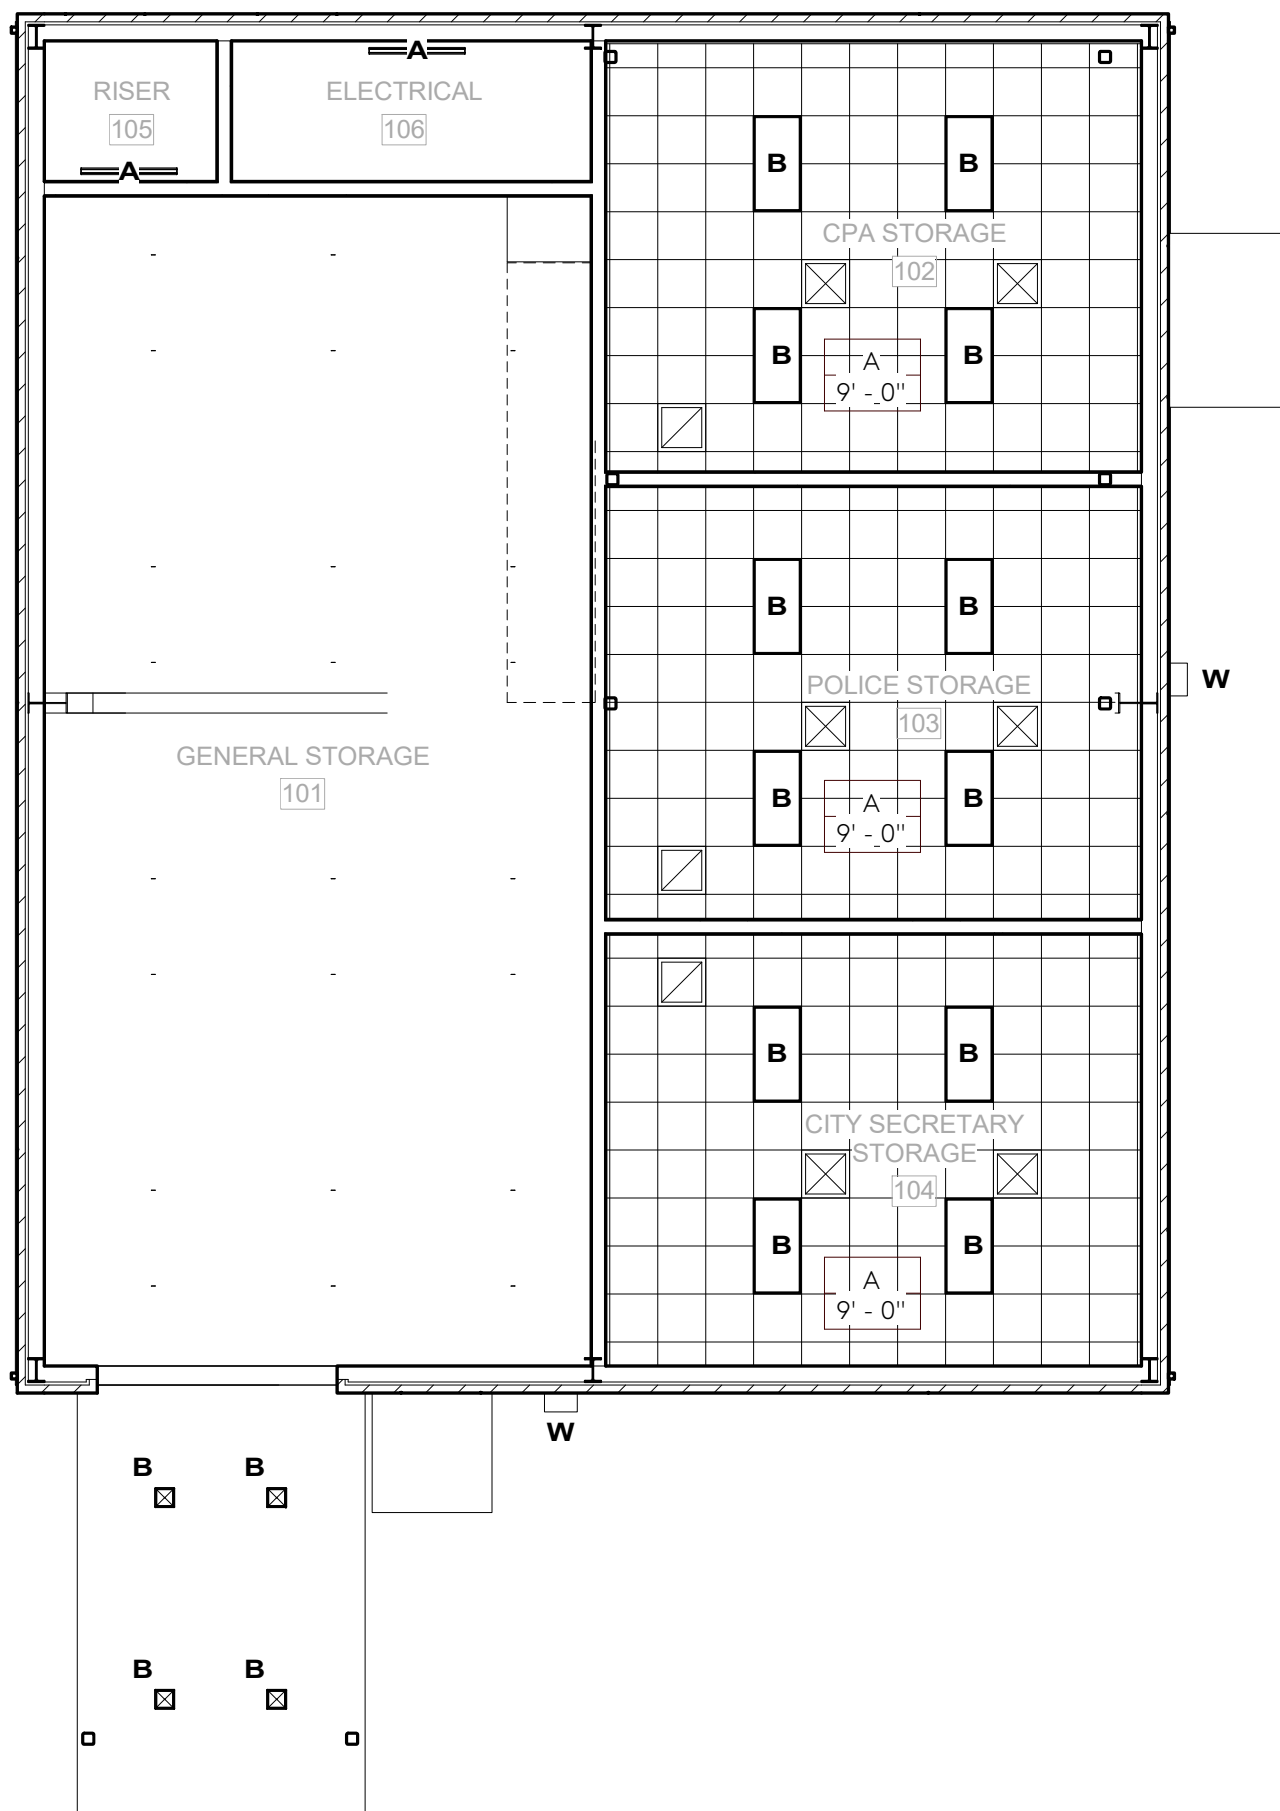 A
RISER
ELECTRICAL
105
106
A
B
B
CPA STORAGE
102
B
B
A
9' - 0"
B
B
W
POLICE STORAGE
103
GENERAL STORAGE
101
B
B
A
9' - 0"
B
B
CITY SECRETARY
STORAGE
104
B
B
A
9' - 0"
W
B
B
B
B